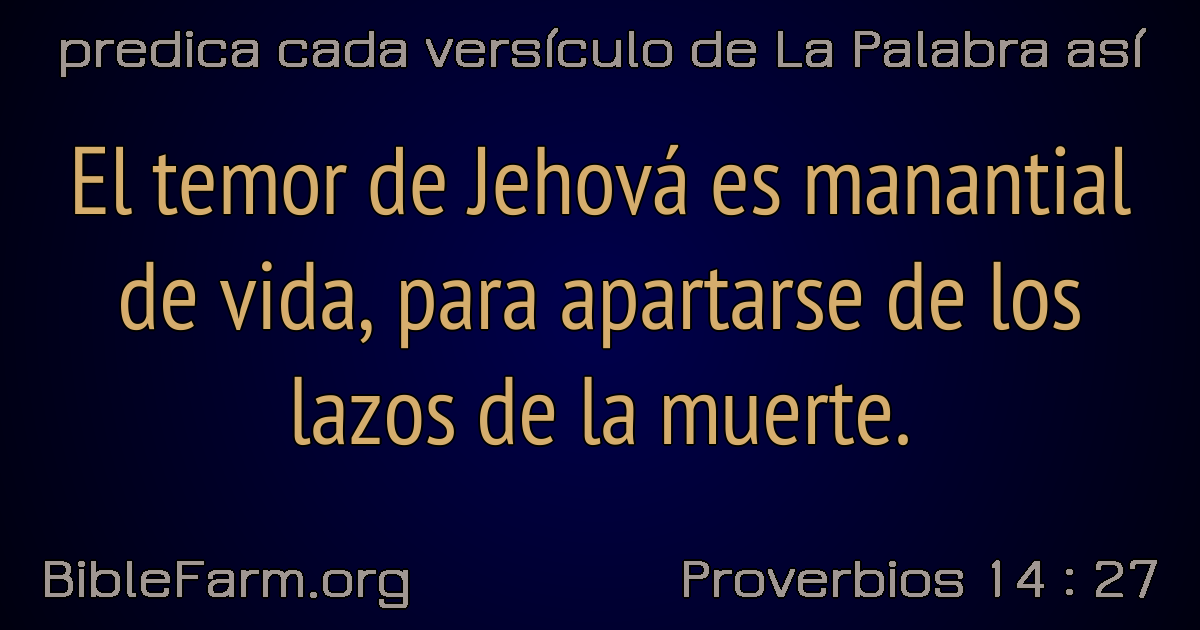 predica cada versículo de La Palabra así
El temor de Jehová es manantial
de vida, para apartarse de los
lazos de la muerte.
BibleFarm.org
Proverbios 14 : 27